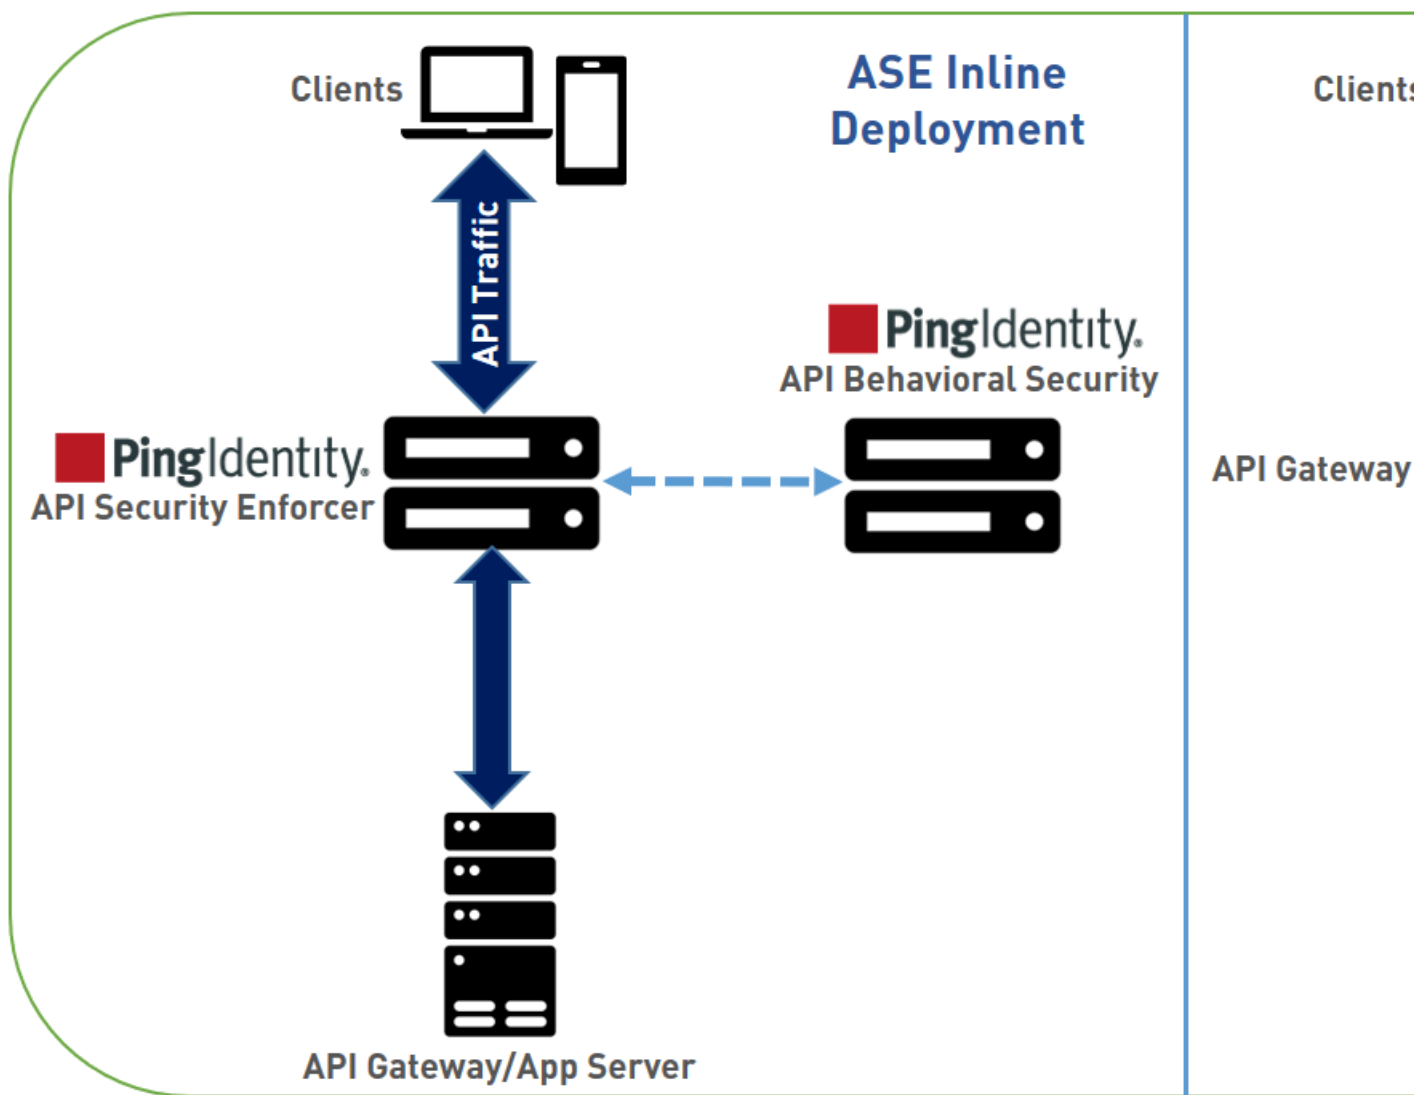 Clients
ASE Inline
Deployment
Clients
API Traffic
PingIdentity.
API Behavioral Security
PingIdentity.
API Security Enforcer
API Gateway
API Gateway/App Server